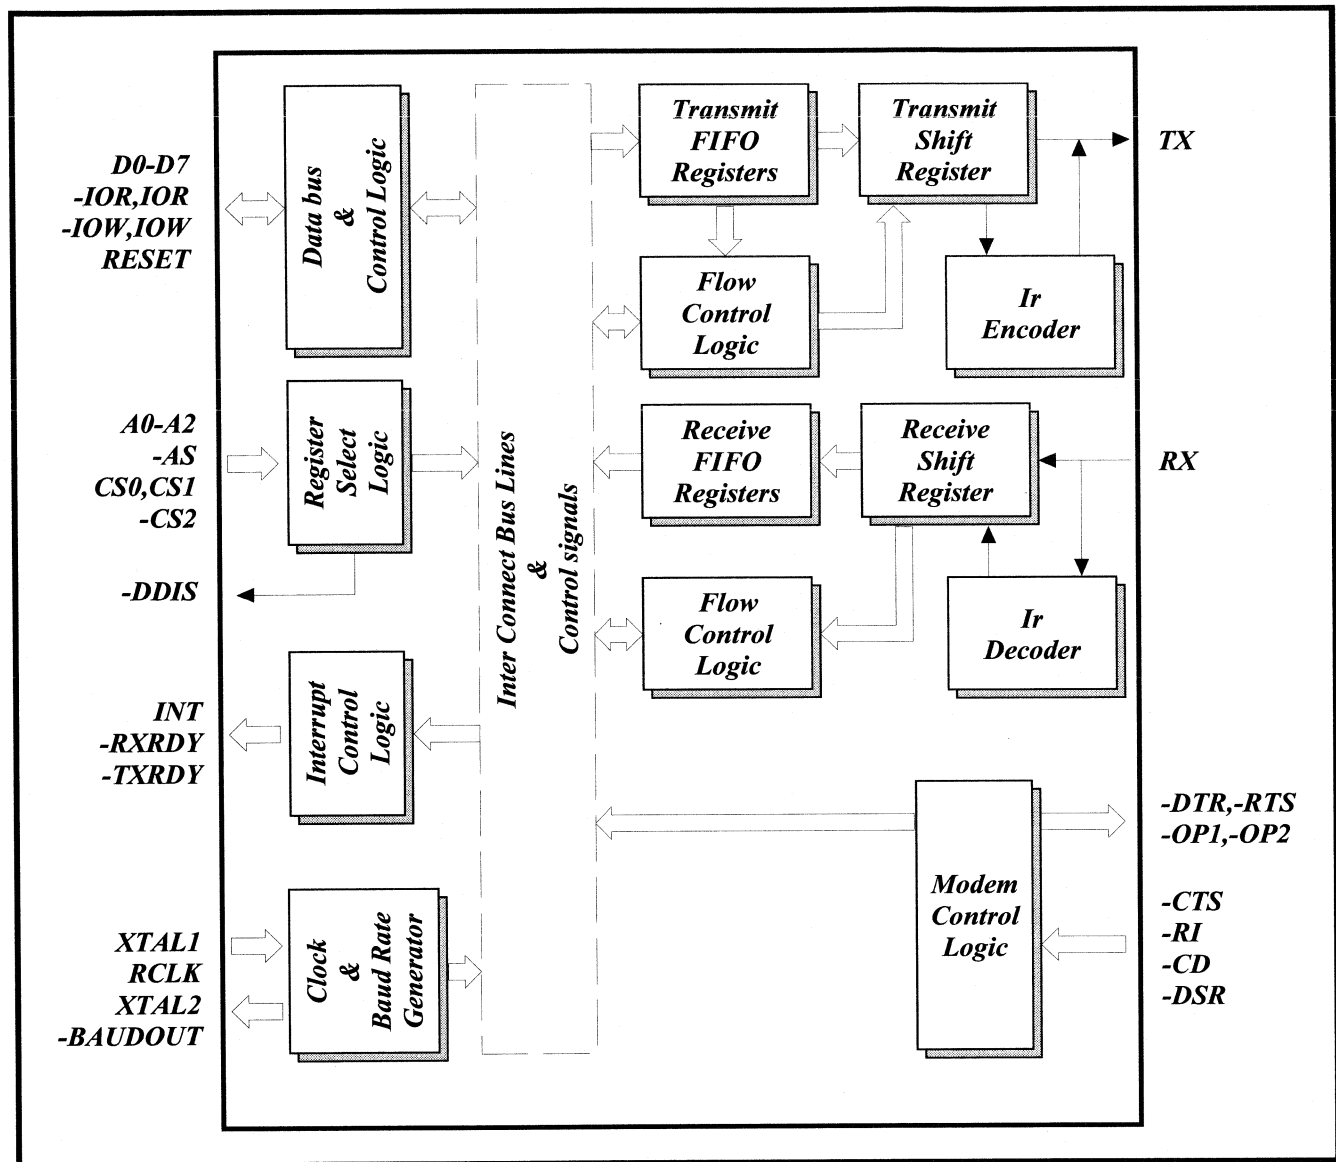 D0-D7
-IOR,IOR
-IOW,IOW
RESET
A0-A2
-AS
CS0,CS1
-CS2
-DDIS
INT
-RXRDY
-TXRDY
XTAL1
RCLK
XTAL2
-BAUDOUT
Data bus
&
Control Logic
Register
Select
Logic
Interrupt
Control
Logic
Clock
&
Baud Rate
Generator
Inter Connect Bus Lines
&
Control signals
Transmit
FIFO
Registers
Transmit
Shift
Register
Flow
Control
Logic
Ir
Encoder
Receive
FIFO
Registers
Receive
Shift
Register
Flow
Control
Logic
Ir
Decoder
Modem
Control
Logic
TX
RX
-DTR,-RTS
-OP1,-OP2
-CTS
-RI
-CD
-DSR